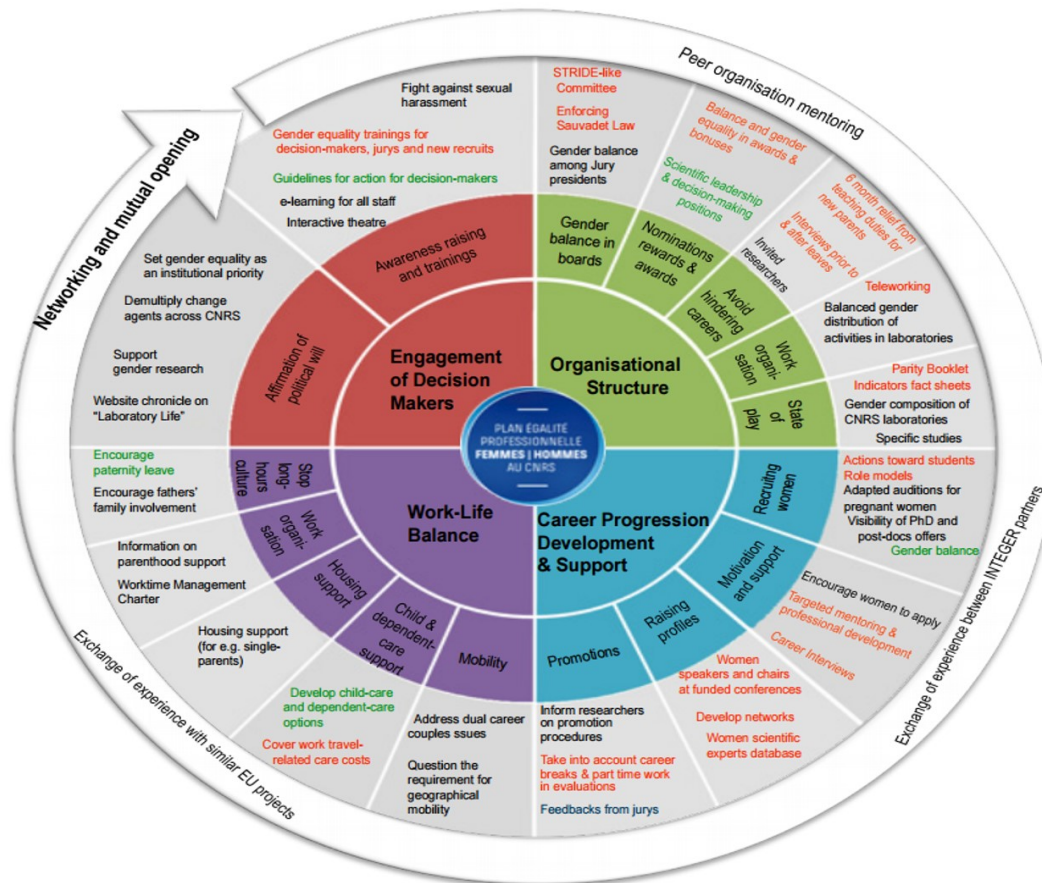 Networking and mutual opening
Peer organisation mentoring
Exchange of experience between INTEGER partners
Exchange of experience with similar EU projects
PLAN ÉGALITÉ
PROFESSIONNELLE
FEMMES | HOMMES
AU CNRS
Engagement
of Decision
Makers
Affirmation of
political will
Set gender equality as
an institutional priority
Demultiply change
agents across CNRS
Support
gender research
Website chronicle on
"Laboratory Life"
Awareness raising
and trainings
Fight against sexual
harassment
Gender equality trainings for
decision-makers, jurys and new recruits
Guidelines for action for decision-makers
e-learning for all staff
Interactive theatre
Organisational
Structure
Gender
balance in
boards
STRIDE-like
Committee
Enforcing
Sauvadet Law
Gender balance
among Jury
presidents
Nominations
rewards &
awards
Balance and gender
equality in awards &
bonuses
Scientific leadership
& decision-making
positions
Avoid
hindering
careers
6 month relief from
teaching duties for
new parents
Interviews prior to
& after leaves
Invited
researchers
Work
organi-
sation
Teleworking
Balanced gender
distribution of
activities in laboratories
State of
play
Parity Booklet
Indicators fact sheets
Gender composition of
CNRS laboratories
Specific studies
Career Progression
Development
& Support
Recruiting
women
Actions toward students
Role models
Adapted auditions for
pregnant women
Visibility of PhD and
post-docs offers
Gender balance
Motivation
and support
Encourage women to apply
Targeted mentoring &
professional development
Career Interviews
Raising
profiles
Women
speakers and chairs
at funded conferences
Develop networks
Women scientific
experts database
Promotions
Inform researchers
on promotion
procedures
Take into account career
breaks & part time work
in evaluations
Feedbacks from jurys
Work-Life
Balance
Mobility
Address dual career
couples ssues
Question the
requirement for
geographical
mobility
Child &
dependent-
care
support
Develop child-care
and dependent-care
options
Cover work travel-
related care costs
Housing
support
Housing support
(for e.g. single-
parents)
Work
organi-
sation
Information on
parenthood support
Worktime Management
Charter
Stop
long-
hours
culture
Encourage
paternity leave
Encourage fathers'
family involvement